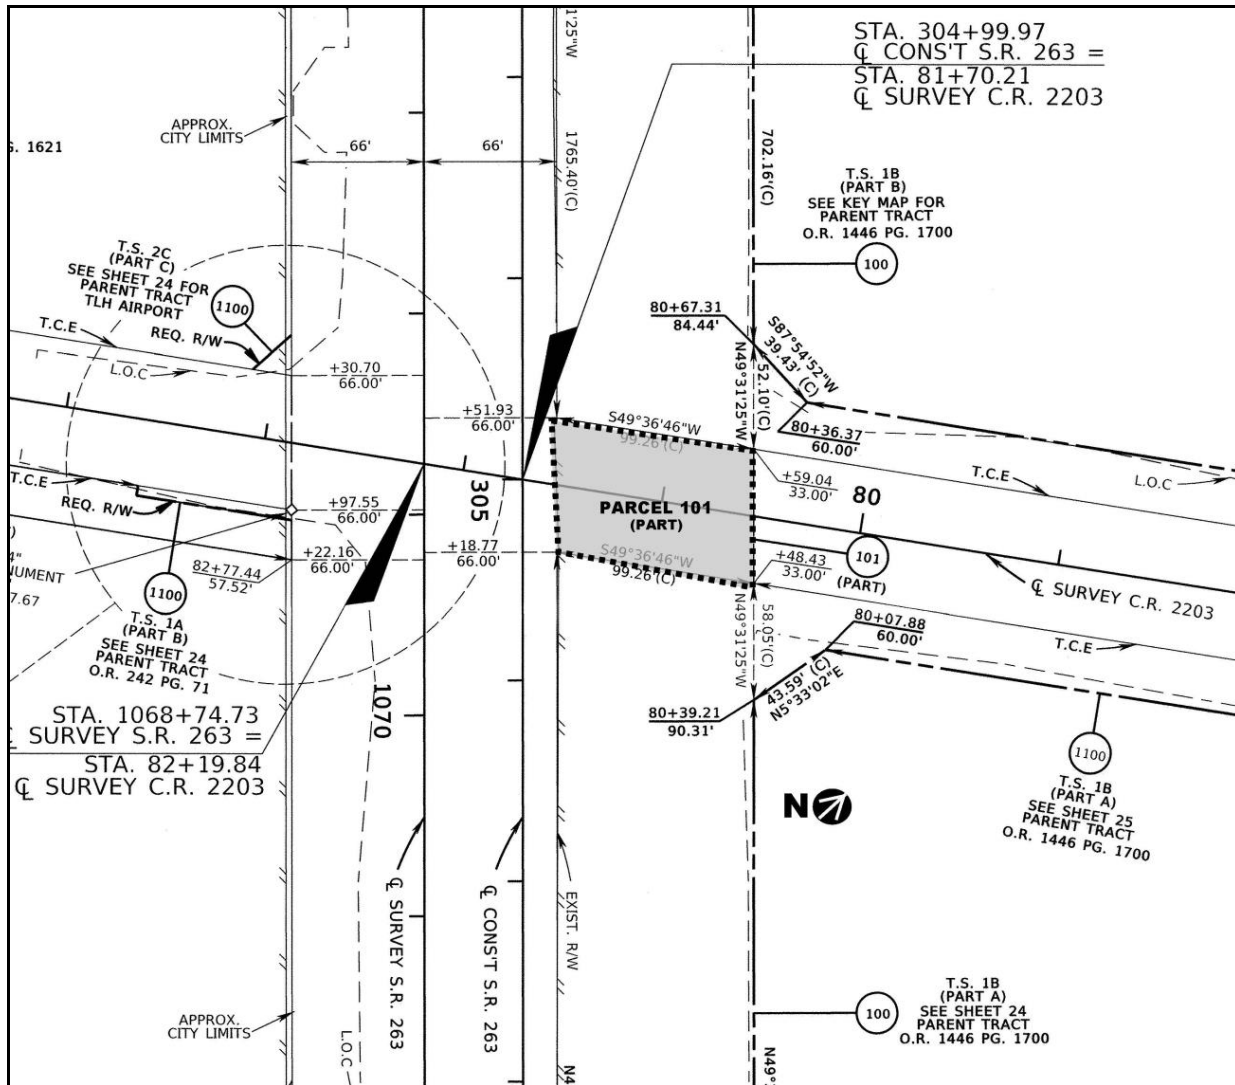 STA. 304+99.97
℄ CONS'T S.R. 263 =
STA. 81+70.21
℄ SURVEY C.R. 2203
1'25"W
1765.40'(C)
702.16'(C)
APPROX.
CITY LIMITS
66'
66'
G. 1621
T.S. 1B
(PART B)
SEE KEY MAP FOR
PARENT TRACT
O.R. 1446 PG. 1700
100
T.S. 2C
(PART C)
SEE SHEET 24 FOR
PARENT TRACT
TLH AIRPORT
1100
T.C.E
REQ. R/W
L.O.C
+30.70
66.00'
80+67.31
84.44'
S87°54'52"W
39.43' (C)
N49°31'25"W
52.10'(C)
80+36.37
60.00'
+51.93
66.00'
S49°36'46"W
99.26'(C)
+59.04
33.00'
T.C.E
L.O.C
T.C.E
REQ. R/W
+97.55
66.00'
305
PARCEL 101
(PART)
80
+22.16
66.00'
+18.77
66.00'
S49°36'46"W
99.26'(C)
+48.43
33.00'
101
(PART)
℄ SURVEY C.R. 2203
)
4"
NUMENT
7.67
82+77.44
57.52'
1100
T.S. 1A
(PART B)
SEE SHEET 24
PARENT TRACT
O.R. 242 PG. 71
N49°31'25"W
58.05'(C)
80+07.88
60.00'
T.C.E
43.59' (C)
N5°33'02"E
80+39.21
90.31'
STA. 1068+74.73
℄ SURVEY S.R. 263 =
STA. 82+19.84
℄ SURVEY C.R. 2203
1070
N
1100
T.S. 1B
(PART A)
SEE SHEET 25
PARENT TRACT
O.R. 1446 PG. 1700
℄ SURVEY S.R. 263
℄ CONS'T S.R. 263
EXIST. R/W
APPROX.
CITY LIMITS
L.O.C
100
T.S. 1B
(PART A)
SEE SHEET 24
PARENT TRACT
O.R. 1446 PG. 1700
N4
N49°